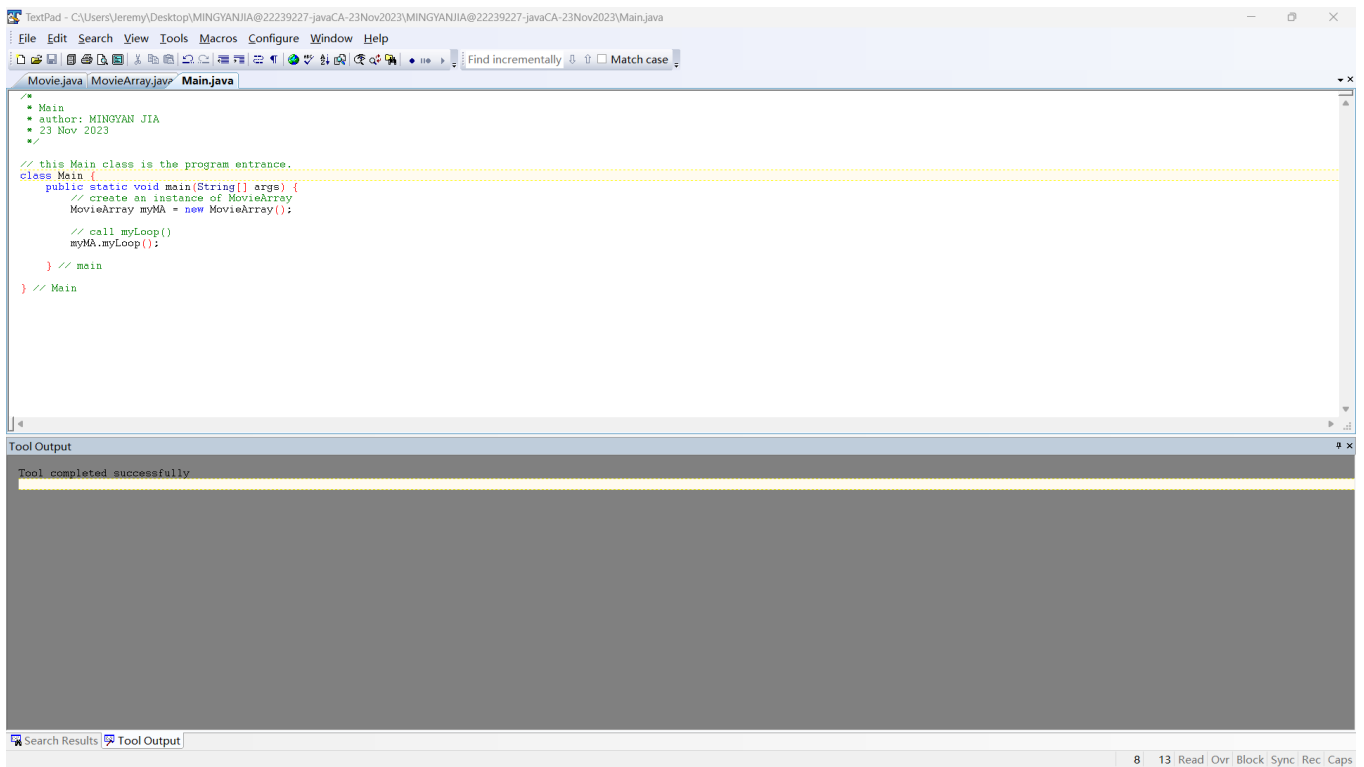 TextPad - C:\Users\Jeremy\Desktop\MINGYANJIA@22239227-javaCA-23Nov2023\MINGYANJIA@22239227-javaCA-23Nov2023\Main.java
File Edit Search View Tools Macros Configure Window Help
Find incrementally Match case
Movie.java MovieArray.java Main.java
/*
 * Main
 * author: MINGYAN JIA
 * 23 Nov 2023
 */
// this Main class is the program entrance.
class Main {
    public static void main(String[] args) {
        // create an instance of MovieArray
        MovieArray myMA = new MovieArray();
        // call myLoop()
        myMA.myLoop();
    } // main
} // Main
Tool Output
Tool completed successfully
Search Results Tool Output
8 13 Read Ovr Block Sync Rec Caps